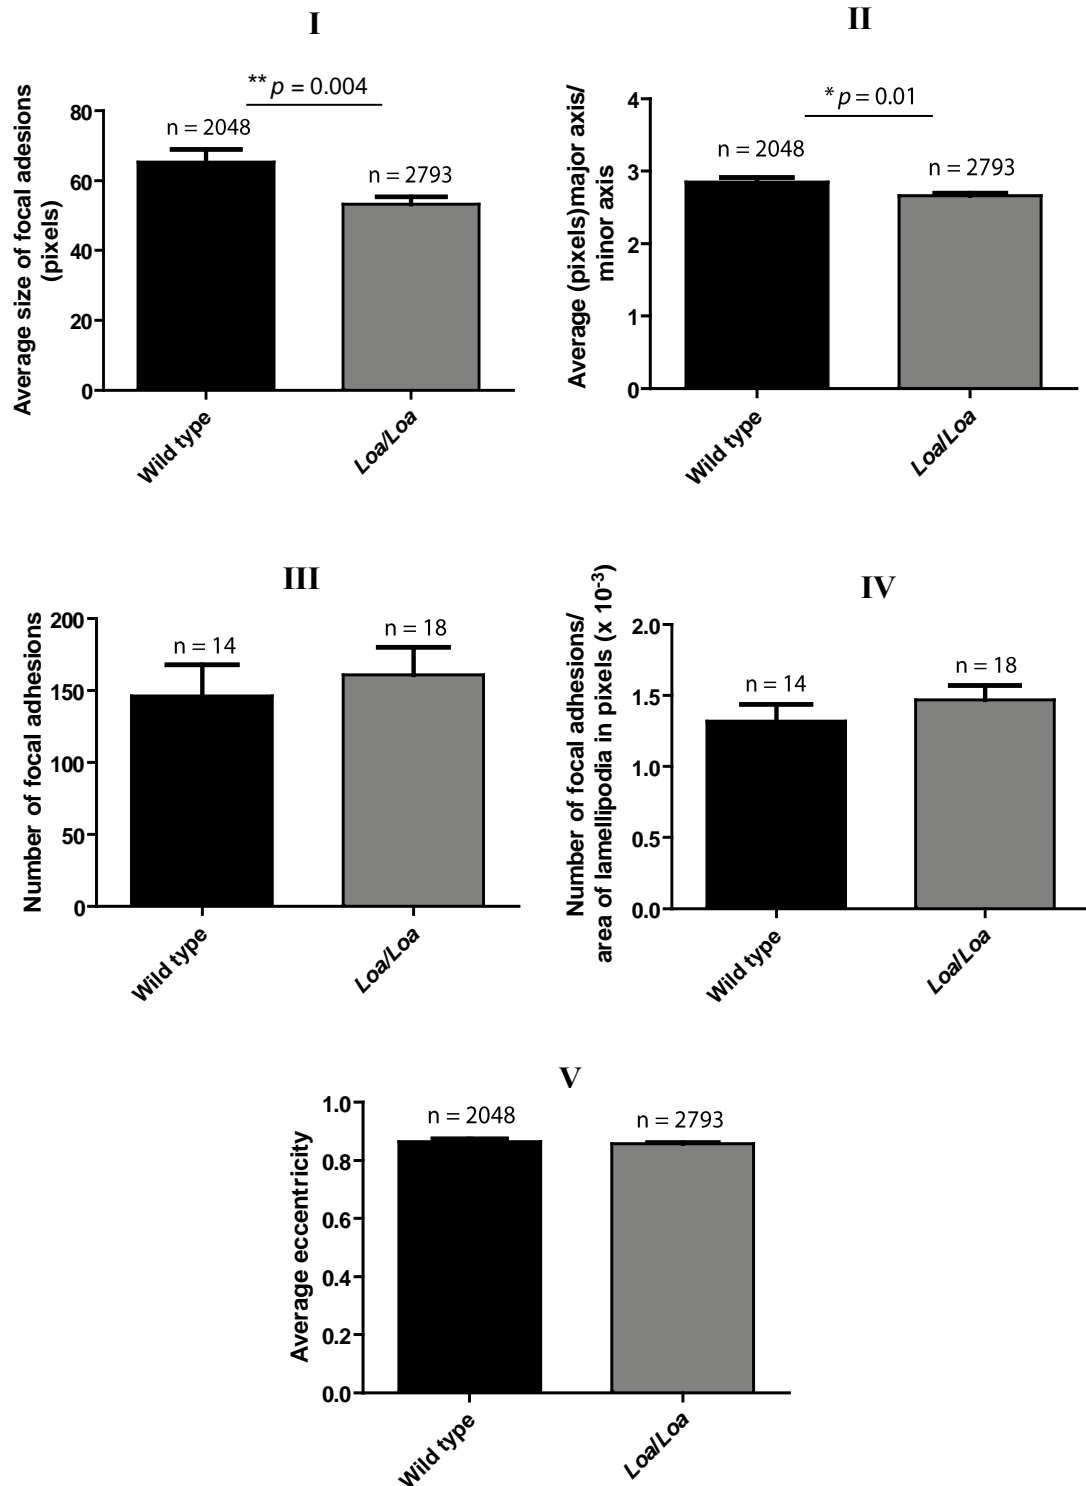 I
Average size of focal adesions
(pixels)
** p = 0.004
n = 2048
n = 2793
80
60
40
20
0
Wild type
Loa/Loa
II
Average (pixels)major axis/
minor axis
* p = 0.01
n = 2048
n = 2793
4
3
2
1
0
Wild type
Loa/Loa
III
Number of focal adhesions
n = 14
n = 18
200
150
100
50
0
Wild type
Loa/Loa
IV
Number of focal adhesions/
area of lamellipodia in pixels (x 10⁻³)
n = 14
n = 18
2.0
1.5
1.0
0.5
0.0
Wild type
Loa/Loa
V
Average eccentricity
n = 2048
n = 2793
1.0
0.8
0.6
0.4
0.2
0.0
Wild type
Loa/Loa